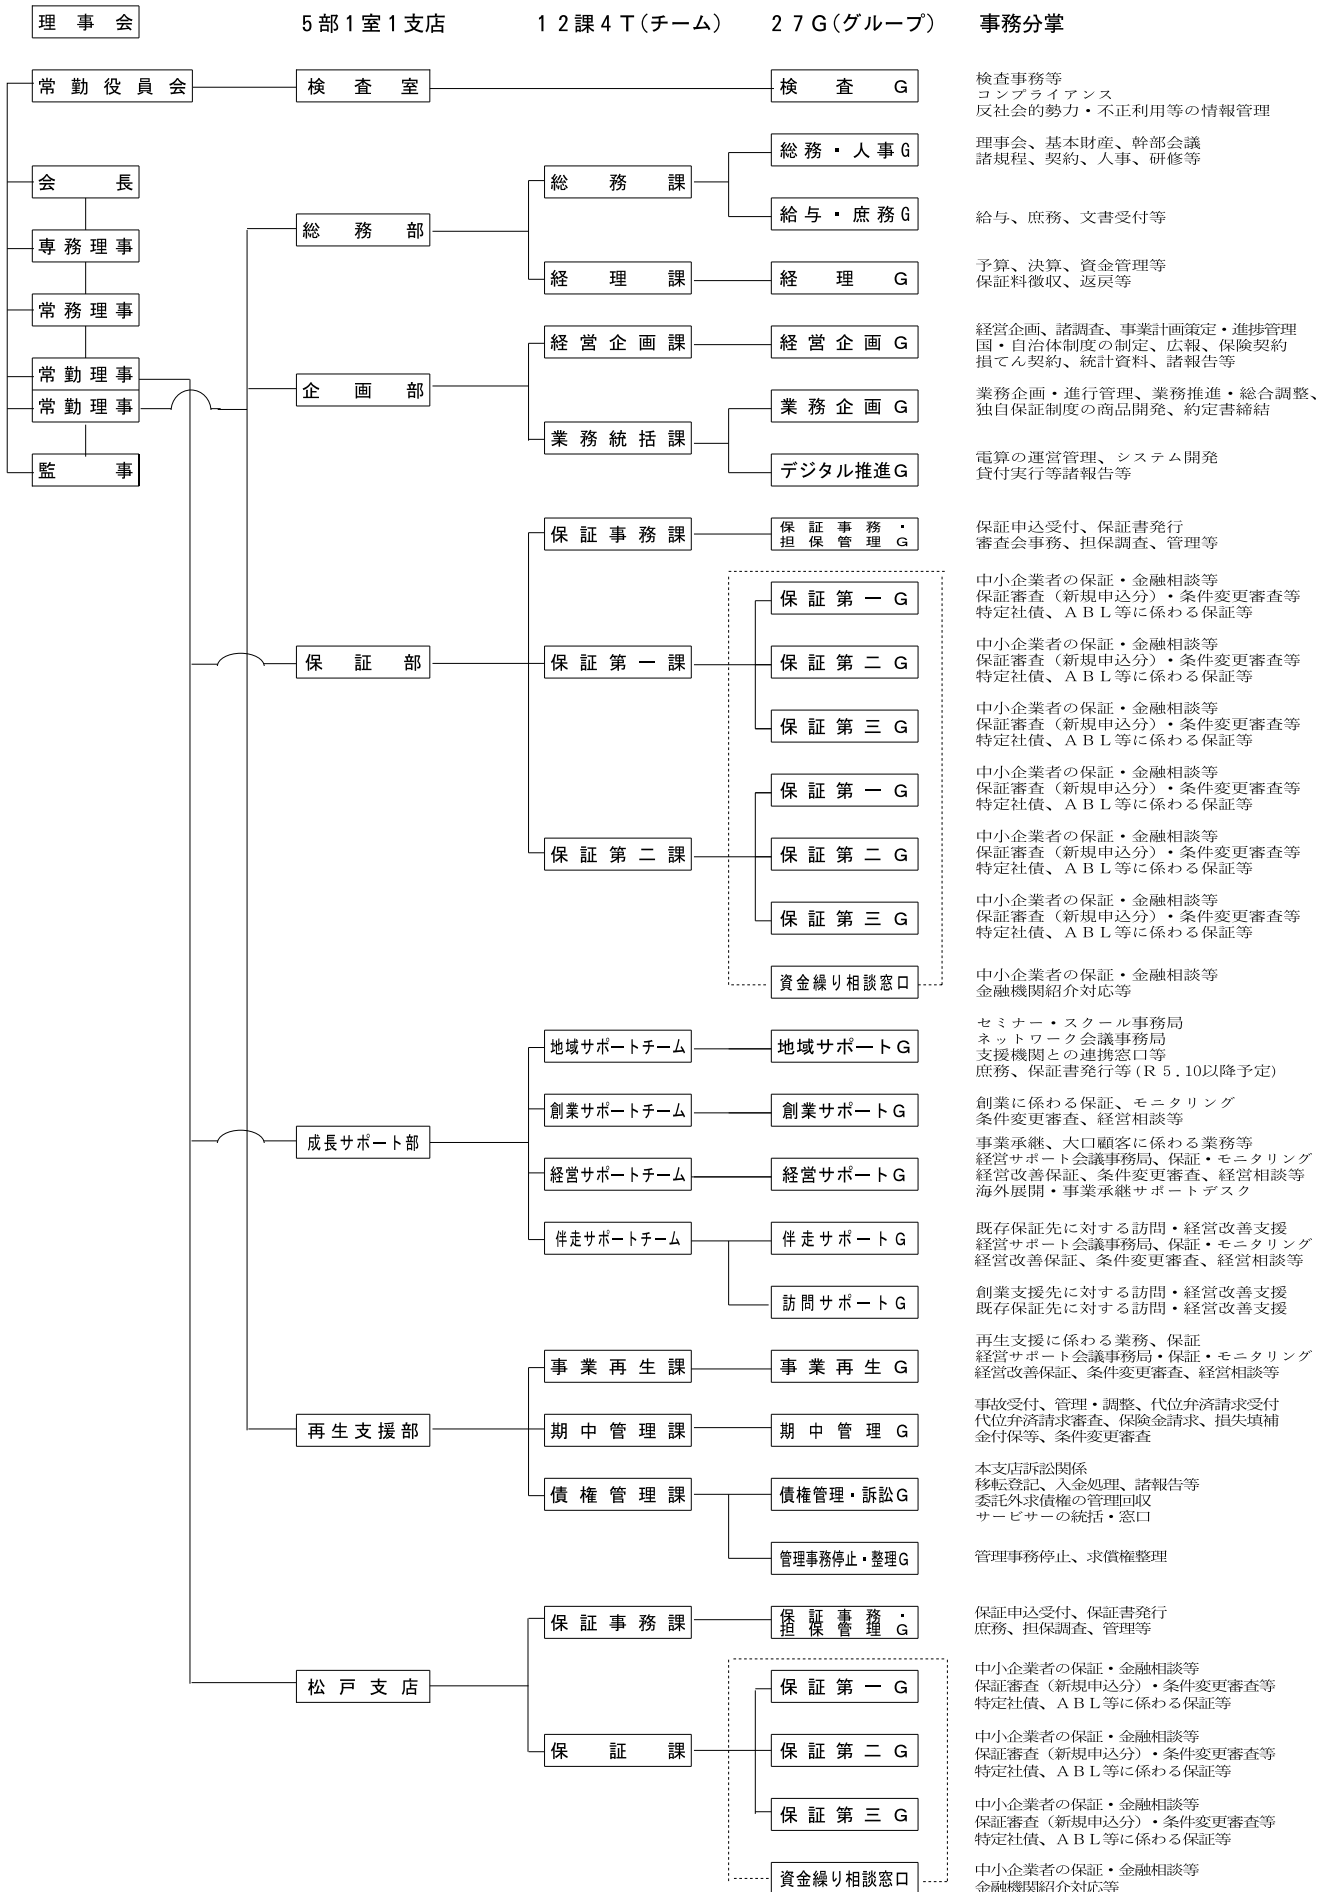 理事会
5部1室1支店
12課4T(チーム)
27G(グループ)
事務分掌
常勤役員会
検査室
検査G
検査事務等
コンプライアンス
反社会的勢力・不正利用等の情報管理
会長
専務理事
常務理事
常勤理事
常勤理事
監事
総務部
総務課
総務・人事G
理事会、基本財産、幹部会議
諸規程、契約、人事、研修等
給与・庶務G
給与、庶務、文書受付等
経理課
経理G
予算、決算、資金管理等
保証料徴収、返戻等
企画部
経営企画課
経営企画G
経営企画、諸調査、事業計画策定・進捗管理
国・自治体制度の制定、広報、保険契約
損てん契約、統計資料、諸報告等
業務統括課
業務企画G
業務企画・進行管理、業務推進・総合調整、
独自保証制度の商品開発、約定書締結
デジタル推進G
電算の運営管理、システム開発
貸付実行等諸報告等
保証部
保証事務課
保証事務・
担保管理G
保証申込受付、保証書発行
審査会事務、担保調査、管理等
保証第一課
保証第一G
中小企業者の保証・金融相談等
保証審査（新規申込分）・条件変更審査等
特定社債、ABL等に係わる保証等
保証第二G
中小企業者の保証・金融相談等
保証審査（新規申込分）・条件変更審査等
特定社債、ABL等に係わる保証等
保証第三G
中小企業者の保証・金融相談等
保証審査（新規申込分）・条件変更審査等
特定社債、ABL等に係わる保証等
保証第二課
保証第一G
中小企業者の保証・金融相談等
保証審査（新規申込分）・条件変更審査等
特定社債、ABL等に係わる保証等
保証第二G
中小企業者の保証・金融相談等
保証審査（新規申込分）・条件変更審査等
特定社債、ABL等に係わる保証等
保証第三G
中小企業者の保証・金融相談等
保証審査（新規申込分）・条件変更審査等
特定社債、ABL等に係わる保証等
資金繰り相談窓口
中小企業者の保証・金融相談等
金融機関紹介対応等
成長サポート部
地域サポートチーム
地域サポートG
セミナー・スクール事務局
ネットワーク会議事務局
支援機関との連携窓口等
庶務、保証書発行等(R5.10以降予定)
創業サポートチーム
創業サポートG
創業に係わる保証、モニタリング
条件変更審査、経営相談等
経営サポートチーム
経営サポートG
事業承継、大口顧客に係わる業務等
経営サポート会議事務局、保証・モニタリング
経営改善保証、条件変更審査、経営相談等
海外展開・事業承継サポートデスク
伴走サポートチーム
伴走サポートG
既存保証先に対する訪問・経営改善支援
経営サポート会議事務局、保証・モニタリング
経営改善保証、条件変更審査、経営相談等
訪問サポートG
創業支援先に対する訪問・経営改善支援
既存保証先に対する訪問・経営改善支援
再生支援部
事業再生課
事業再生G
再生支援に係わる業務、保証
経営サポート会議事務局・保証・モニタリング
経営改善保証、条件変更審査、経営相談等
期中管理課
期中管理G
事故受付、管理・調整、代位弁済請求受付
代位弁済請求審査、保険金請求、損失填補
金付保等、条件変更審査
債権管理課
債権管理・訴訟G
本支店訴訟関係
移転登記、入金処理、諸報告等
委託外求債権の管理回収
サービサーの統括・窓口
管理事務停止・整理G
管理事務停止、求償権整理
松戸支店
保証事務課
保証事務・
担保管理G
保証申込受付、保証書発行
庶務、担保調査、管理等
保証課
保証第一G
中小企業者の保証・金融相談等
保証審査（新規申込分）・条件変更審査等
特定社債、ABL等に係わる保証等
保証第二G
中小企業者の保証・金融相談等
保証審査（新規申込分）・条件変更審査等
特定社債、ABL等に係わる保証等
保証第三G
中小企業者の保証・金融相談等
保証審査（新規申込分）・条件変更審査等
特定社債、ABL等に係わる保証等
資金繰り相談窓口
中小企業者の保証・金融相談等
金融機関紹介対応等